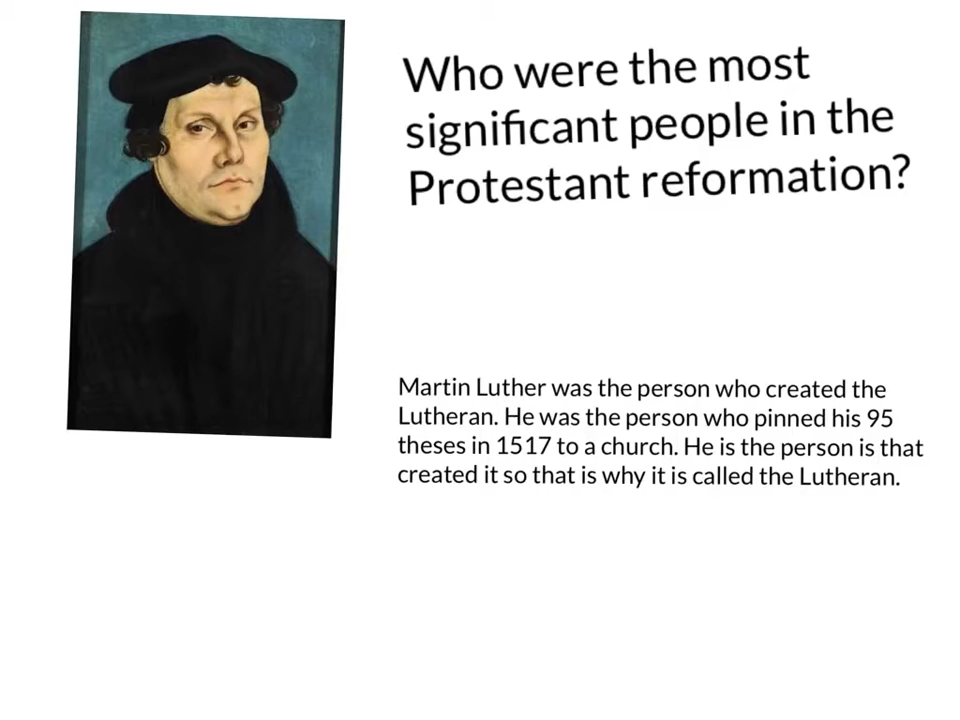 Who were the most
significant people in the
Protestant reformation?
Martin Luther was the person who created the
Lutheran. He was the person who pinned his 95
theses in 1517 to a church. He is the person is that
created it so that is why it is called the Lutheran.